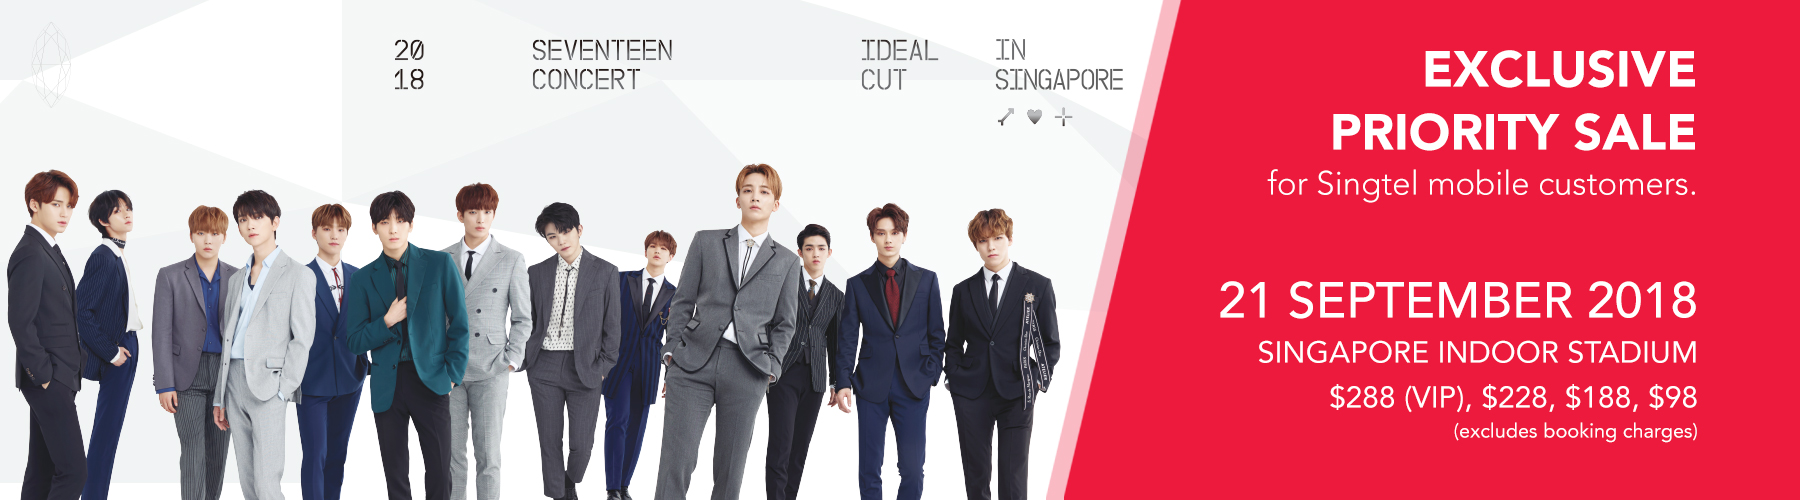 20
18
SEVENTEEN
CONCERT
IDEAL
CUT
IN
SINGAPORE
EXCLUSIVE
PRIORITY SALE
for Singtel mobile customers.
21 SEPTEMBER 2018
SINGAPORE INDOOR STADIUM
$288 (VIP), $228, $188, $98
(excludes booking charges)